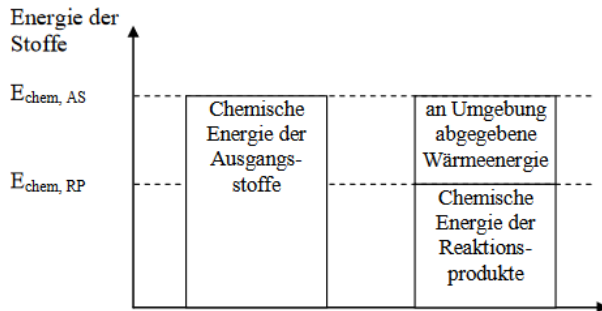 Energie der
Stoffe
E_chem, AS
Chemische
Energie der
Ausgangs-
stoffe
an Umgebung
abgegebene
Wärmeenergie
E_chem, RP
Chemische
Energie der
Reaktions-
produkte